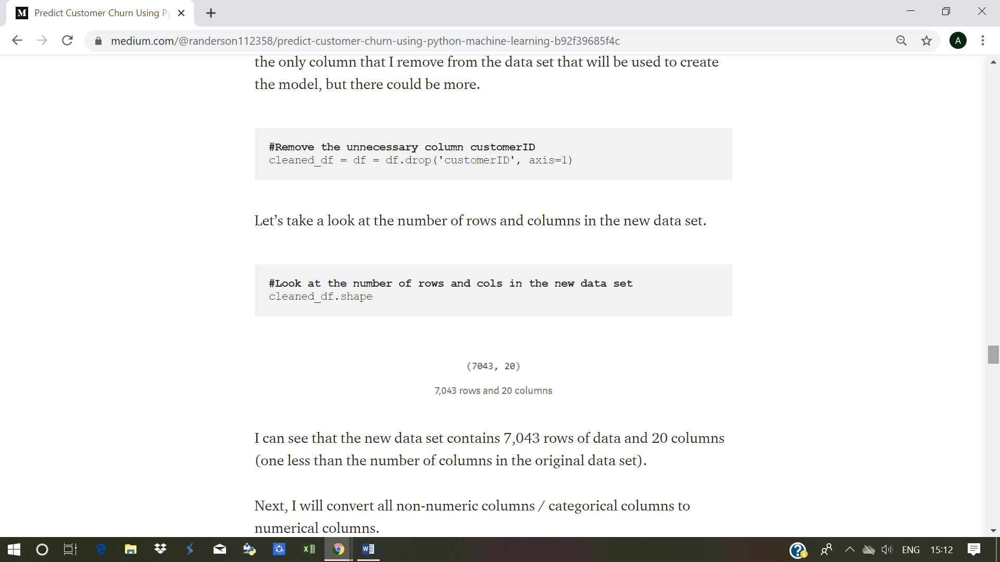 Predict Customer Churn Using Py
medium.com/@randerson112358/predict-customer-churn-using-python-machine-learning-b92f39685f4c
A
the only column that I remove from the data set that will be used to create
the model, but there could be more.
#Remove the unnecessary column customerID
cleaned_df = df = df.drop('customerID', axis=1)
Let’s take a look at the number of rows and columns in the new data set.
#Look at the number of rows and cols in the new data set
cleaned_df.shape
(7043, 20)
7,043 rows and 20 columns
I can see that the new data set contains 7,043 rows of data and 20 columns
(one less than the number of columns in the original data set).
Next, I will convert all non-numeric columns / categorical columns to
numerical columns.
ENG 15:12